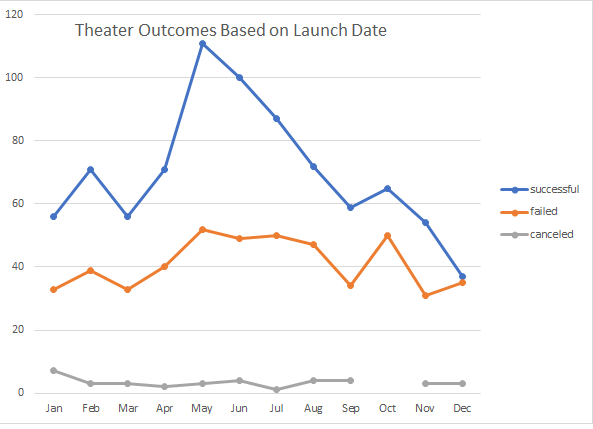 Theater Outcomes Based on Launch Date
120
100
80
60
40
20
0
Jan Feb Mar Apr May Jun Jul Aug Sep Oct Nov Dec
successful
failed
canceled